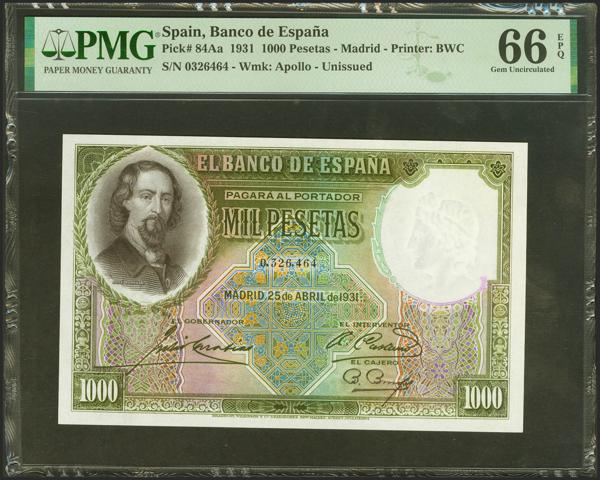 PMG
PAPER MONEY GUARANTY
Spain, Banco de España
Pick# 84Aa 1931 1000 Pesetas - Madrid - Printer: BWC
S/N 0326464 - Wmk: Apollo - Unissued
66 EPQ
Gem Uncirculated
EL BANCO DE ESPAÑA
PAGARÁ AL PORTADOR
MIL PESETAS
0,326,464
MADRID, 25 de ABRIL de 1931.
EL GOBERNADOR
EL INTERVENTOR
EL CAJERO
1000
1000